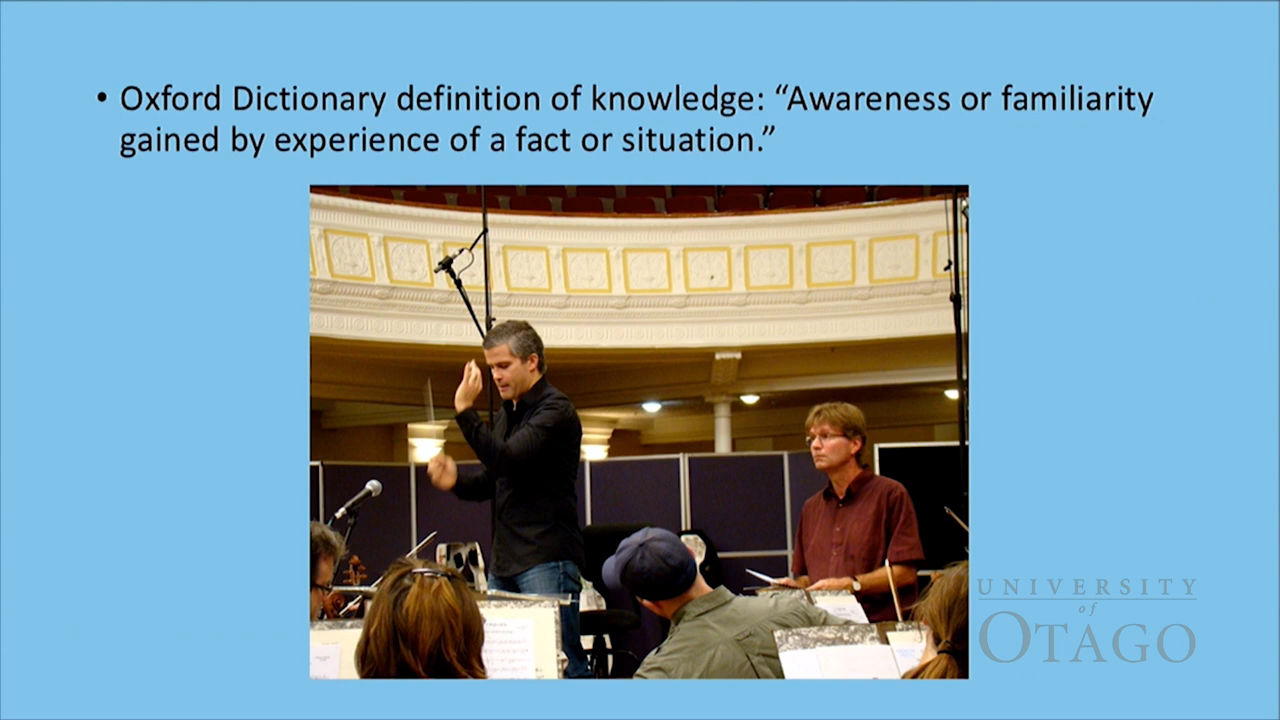 • Oxford Dictionary definition of knowledge: “Awareness or familiarity
gained by experience of a fact or situation.”
UNIVERSITY
of
OTAGO